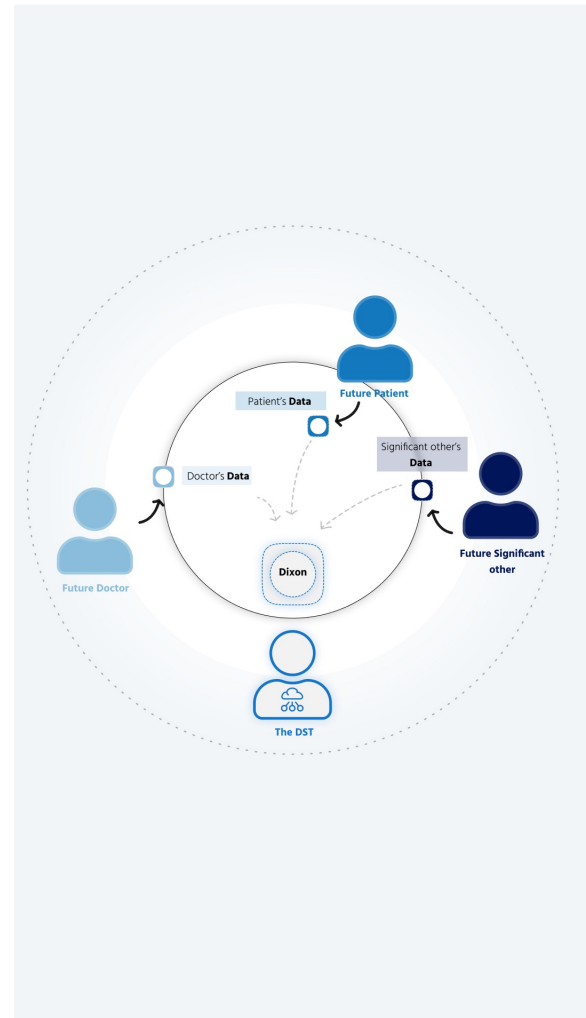 Future Patient
Patient's Data
Significant other's
Data
Doctor's Data
Future Significant
other
Dixon
Future Doctor
The DST